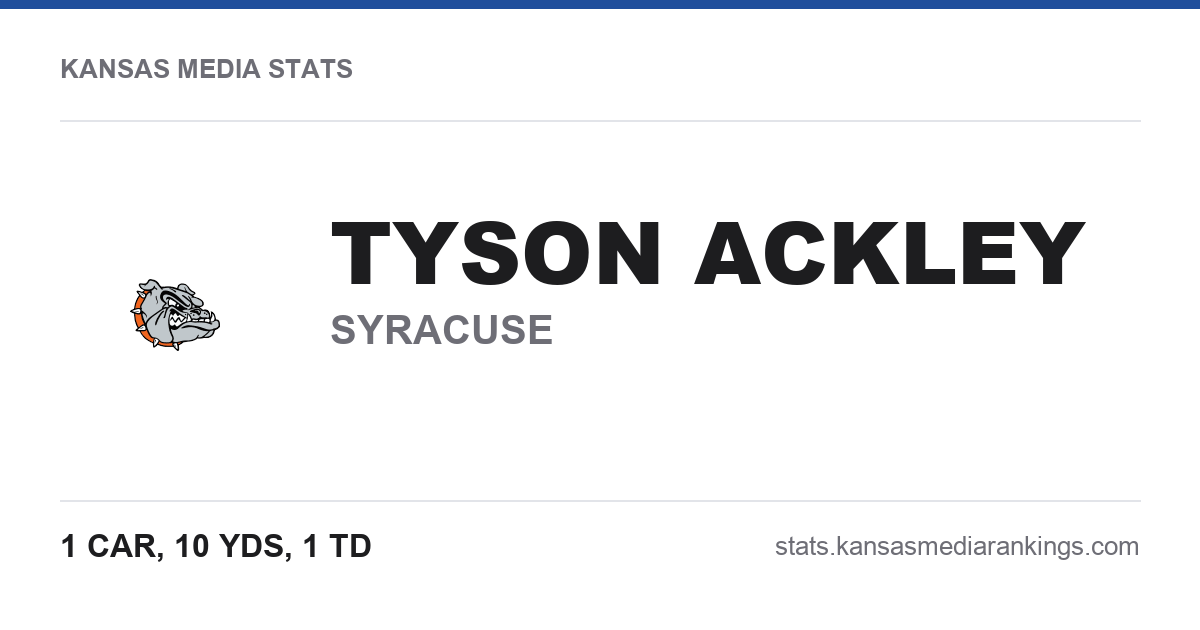 KANSAS MEDIA STATS
TYSON ACKLEY
SYRACUSE
1 CAR, 10 YDS, 1 TD
stats.kansasmediarankings.com